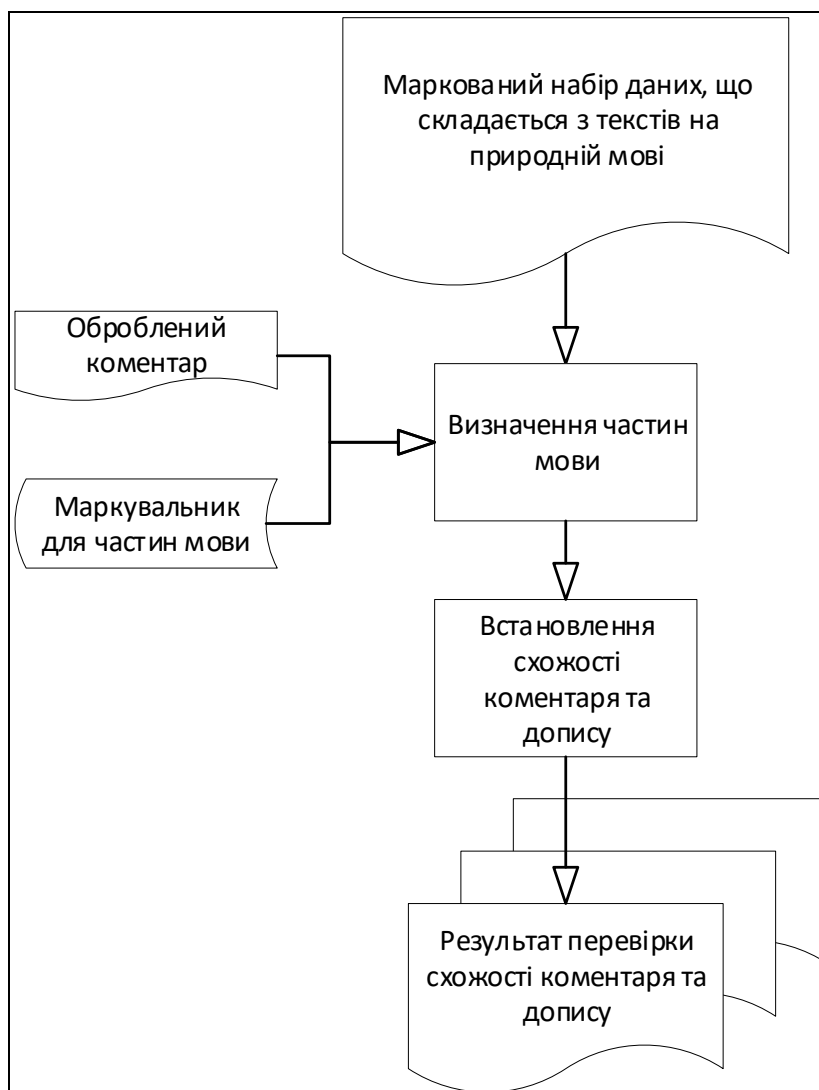 Маркований набір даних, що
складається з текстів на
природній мові
Оброблений
коментар
Маркувальник
для частин мови
Визначення частин
мови
Встановлення
схожості
коментаря та
допису
Результат перевірки
схожості коментаря та
допису